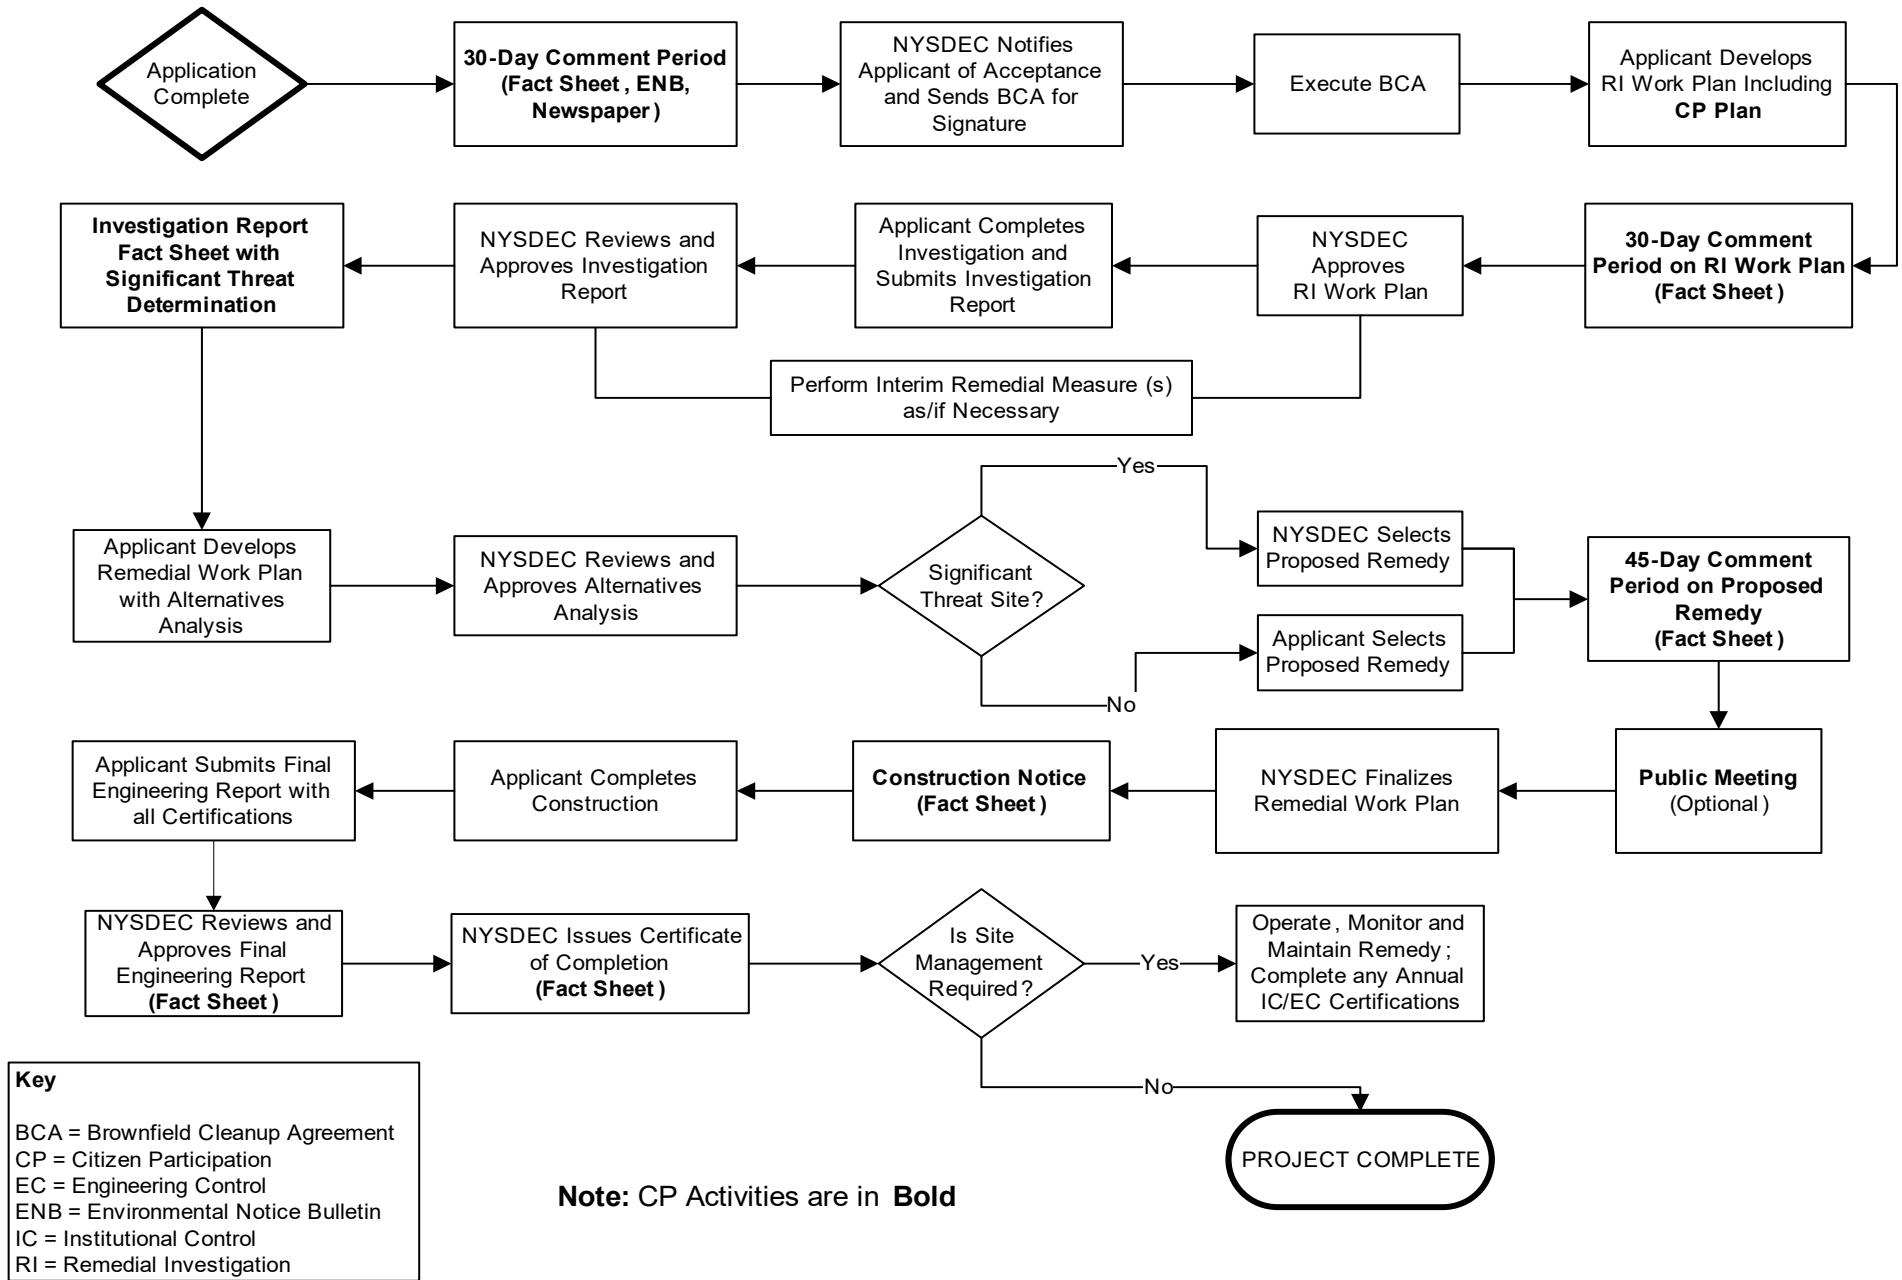 Application
Complete
30-Day Comment Period
(Fact Sheet, ENB,
Newspaper)
NYSDEC Notifies
Applicant of Acceptance
and Sends BCA for
Signature
Execute BCA
Applicant Develops
RI Work Plan Including
CP Plan
30-Day Comment
Period on RI Work Plan
(Fact Sheet)
NYSDEC
Approves
RI Work Plan
Applicant Completes
Investigation and
Submits Investigation
Report
NYSDEC Reviews and
Approves Investigation
Report
Investigation Report
Fact Sheet with
Significant Threat
Determination
Perform Interim Remedial Measure (s)
as/if Necessary
Applicant Develops
Remedial Work Plan
with Alternatives
Analysis
NYSDEC Reviews and
Approves Alternatives
Analysis
Significant
Threat Site?
Yes
NYSDEC Selects
Proposed Remedy
No
Applicant Selects
Proposed Remedy
45-Day Comment
Period on Proposed
Remedy
(Fact Sheet)
Public Meeting
(Optional)
NYSDEC Finalizes
Remedial Work Plan
Construction Notice
(Fact Sheet)
Applicant Completes
Construction
Applicant Submits Final
Engineering Report with
all Certifications
NYSDEC Reviews and
Approves Final
Engineering Report
(Fact Sheet)
NYSDEC Issues Certificate
of Completion
(Fact Sheet)
Is Site
Management
Required?
Yes
Operate, Monitor and
Maintain Remedy;
Complete any Annual
IC/EC Certifications
No
PROJECT COMPLETE
Key
BCA = Brownfield Cleanup Agreement
CP = Citizen Participation
EC = Engineering Control
ENB = Environmental Notice Bulletin
IC = Institutional Control
RI = Remedial Investigation
Note: CP Activities are in Bold